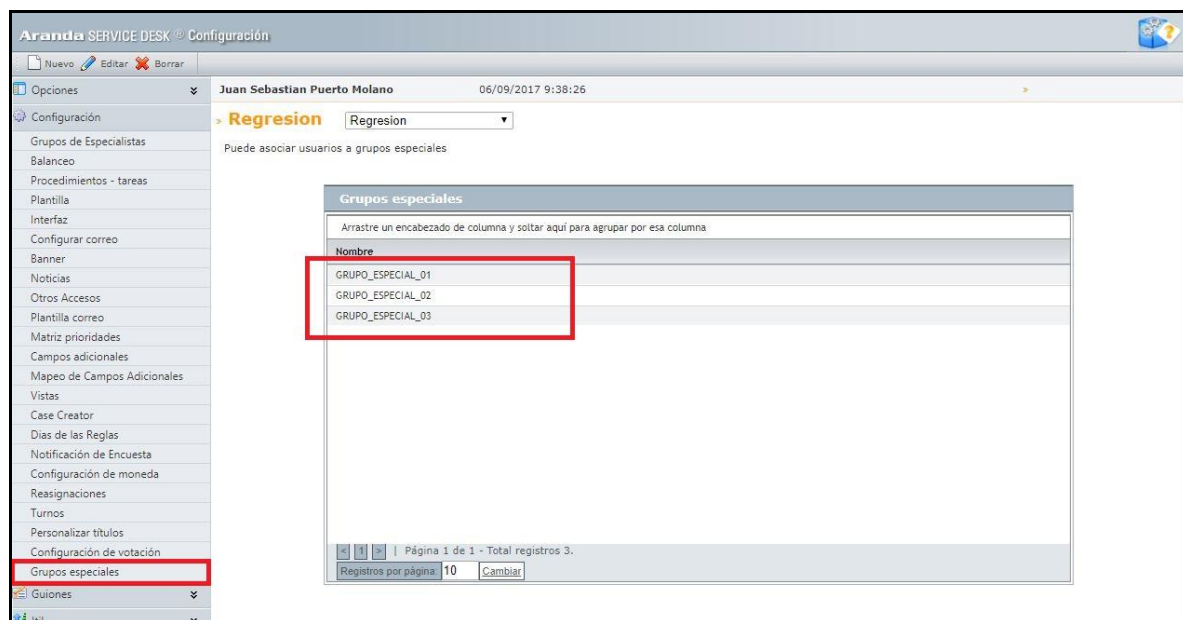 Aranda SERVICE DESK ® Configuración
Nuevo Editar Borrar
Opciones
Configuración
Grupos de Especialistas
Balanceo
Procedimientos - tareas
Plantilla
Interfaz
Configurar correo
Banner
Noticias
Otros Accesos
Plantilla correo
Matriz prioridades
Campos adicionales
Mapeo de Campos Adicionales
Vistas
Case Creator
Dias de las Reglas
Notificación de Encuesta
Configuración de moneda
Reasignaciones
Turnos
Personalizar títulos
Configuración de votación
Grupos especiales
Guiones
Juan Sebastian Puerto Molano 06/09/2017 9:38:26 »
» Regresion Regresion
Puede asociar usuarios a grupos especiales
Grupos especiales
Arrastre un encabezado de columna y soltar aquí para agrupar por esa columna
Nombre
GRUPO_ESPECIAL_01
GRUPO_ESPECIAL_02
GRUPO_ESPECIAL_03
< 1 > | Página 1 de 1 - Total registros 3.
Registros por página: 10 Cambiar